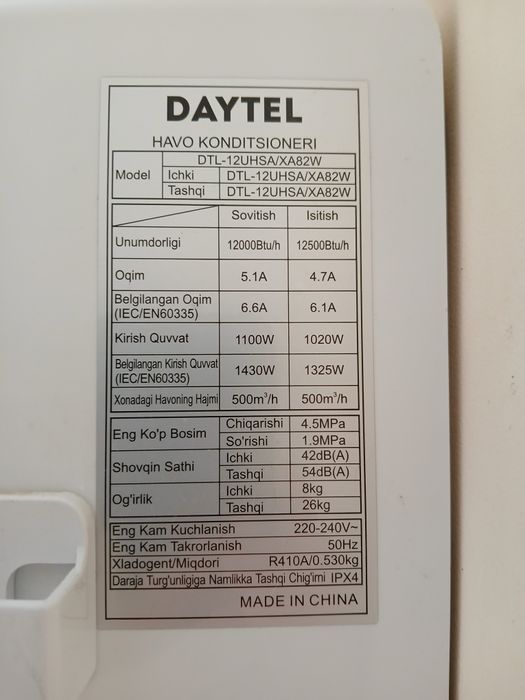 DAYTEL
HAVO KONDITSIONERI
Model DTL-12UHSA/XA82W
Ichki DTL-12UHSA/XA82W
Tashqi DTL-12UHSA/XA82W
Sovitish Isitish
Unumdorligi 12000Btu/h 12500Btu/h
Oqim 5.1A 4.7A
Belgilangan Oqim (IEC/EN60335) 6.6A 6.1A
Kirish Quvvat 1100W 1020W
Belgilangan Kirish Quvvat (IEC/EN60335) 1430W 1325W
Xonadagi Havoning Hajmi 500m³/h 500m³/h
Eng Ko'p Bosim Chiqarishi 4.5MPa
So'rishi 1.9MPa
Shovqin Sathi Ichki 42dB(A)
Tashqi 54dB(A)
Og'irlik Ichki 8kg
Tashqi 26kg
Eng Kam Kuchlanish 220-240V~
Eng Kam Takrorlanish 50Hz
Xladogent/Miqdori R410A/0.530kg
Daraja Turg'unligiga Namlikka Tashqi Chig'irni IPX4
MADE IN CHINA